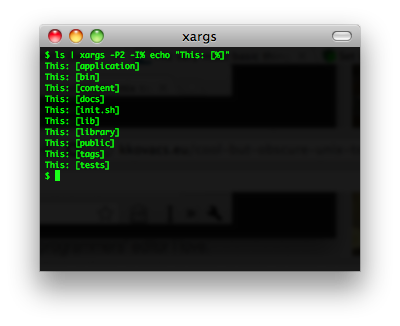 xargs
$ ls | xargs -P2 -I% echo "This: [%]"
This: [application]
This: [bin]
This: [content]
This: [docs]
This: [init.sh]
This: [lib]
This: [library]
This: [public]
This: [tags]
This: [tests]
$